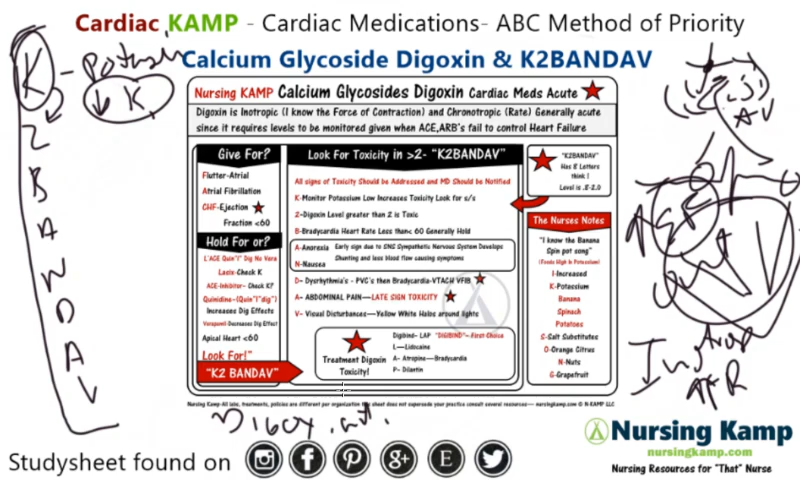 Cardiac KAMP - Cardiac Medications- ABC Method of Priority
Calcium Glycoside Digoxin & K2BANDAV
Nursing KAMP Calcium Glycosides Digoxin Cardiac Meds Acute
Digoxin is Inotropic (I know the Force of Contraction) and Chronotropic (Rate) Generally acute
since it requires levels to be monitored given when ACE,ARB's fail to control Heart Failure
Give For?
Flutter-Atrial
Atrial Fibrillation
CHF-Ejection
Fraction <60
Hold For or?
Lasix-Check K
ACE-Inhibitor- Check K?
Quinidine-(Quin"I"dig")
Increases Dig Effects
Verapamil-Decreases Dig Effect
Apical Heart <60
Look For!"
"K2 BANDAV"
Look For Toxicity in >2- "K2BANDAV"
All signs of Toxicity Should be Addressed and MD Should be Notified
K-Monitor Potassium Low Increases Toxicity Look for s/s
2-Digoxin Level greater than 2 is Toxic
B-Bradycardia Heart Rate Less than< 60 Generally Hold
A-Anorexia Early sign due to SNS Sympathetic Nervous System Develops
N-Nausea Shunting and less blood flow causing symptoms
D- Dysrhythmia's - PVC's then Bradycardia-VTACH VFIB
A- ABDOMINAL PAIN—LATE SIGN TOXICITY
V- Visual Disturbances—Yellow White Halos around lights
Treatment Digoxin
Toxicity!
Digibind- LAP "DIGIBIND"-First Choice
L—Lidocaine
A- Atropine—Bradycardia
P- Dilantin
"K2BANDAV"
Has 8 Letters
think !
Level is .8-2.0
The Nurses Notes
"I know the Banana
Spin pot song"
(Foods High In Potassium)
I-Increased
K-Potassium
Banana
Spinach
Potatoes
S-Salt Substitutes
O-Orange Citrus
N-Nuts
G-Grapefruit
K
↓ K
2
B
A
N
D
A
V
AV
Nursing Kamp
nursingkamp.com
Nursing Resources for "That" Nurse
Studysheet found on